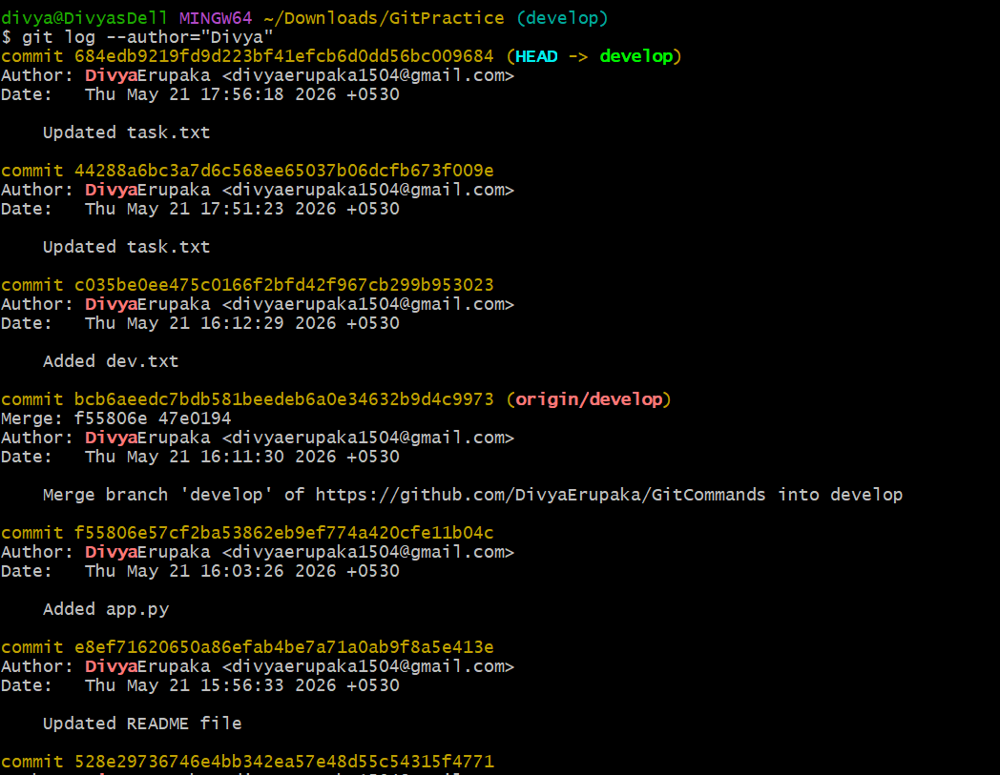 divya@DivyasDell MINGW64 ~/Downloads/GitPractice (develop)
$ git log --author="Divya"
commit 684edb9219fd9d223bf41efcb6d0dd56bc009684 (HEAD -> develop)
Author: DivyaErupaka <divyaerupaka1504@gmail.com>
Date:   Thu May 21 17:56:18 2026 +0530

    Updated task.txt

commit 44288a6bc3a7d6c568ee65037b06dcfb673f009e
Author: DivyaErupaka <divyaerupaka1504@gmail.com>
Date:   Thu May 21 17:51:23 2026 +0530

    Updated task.txt

commit c035be0ee475c0166f2bfd42f967cb299b953023
Author: DivyaErupaka <divyaerupaka1504@gmail.com>
Date:   Thu May 21 16:12:29 2026 +0530

    Added dev.txt

commit bcb6aeedc7bdb581beedeb6a0e34632b9d4c9973 (origin/develop)
Merge: f55806e 47e0194
Author: DivyaErupaka <divyaerupaka1504@gmail.com>
Date:   Thu May 21 16:11:30 2026 +0530

    Merge branch 'develop' of https://github.com/DivyaErupaka/GitCommands into develop

commit f55806e57cf2ba53862eb9ef774a420cfe11b04c
Author: DivyaErupaka <divyaerupaka1504@gmail.com>
Date:   Thu May 21 16:03:26 2026 +0530

    Added app.py

commit e8ef71620650a86efab4be7a71a0ab9f8a5e413e
Author: DivyaErupaka <divyaerupaka1504@gmail.com>
Date:   Thu May 21 15:56:33 2026 +0530

    Updated README file

commit 528e29736746e4bb342ea57e48d55c54315f4771